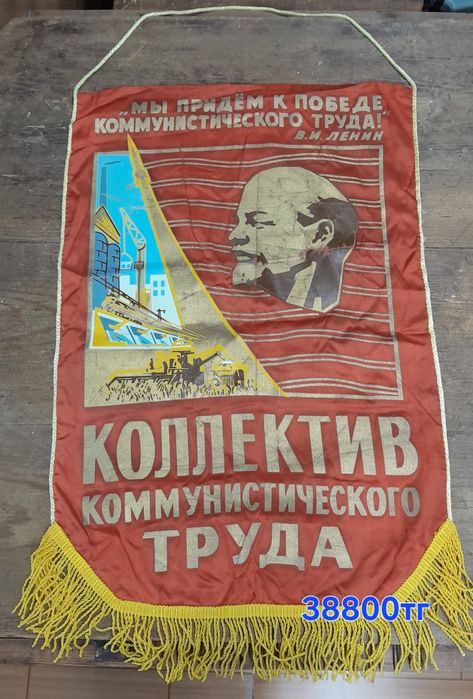 „МЫ ПРИДЁМ К ПОБЕДЕ
КОММУНИСТИЧЕСКОГО ТРУДА!"
В.И. ЛЕНИН
КОЛЛЕКТИВ
КОММУНИСТИЧЕСКОГО
ТРУДА
38800тг